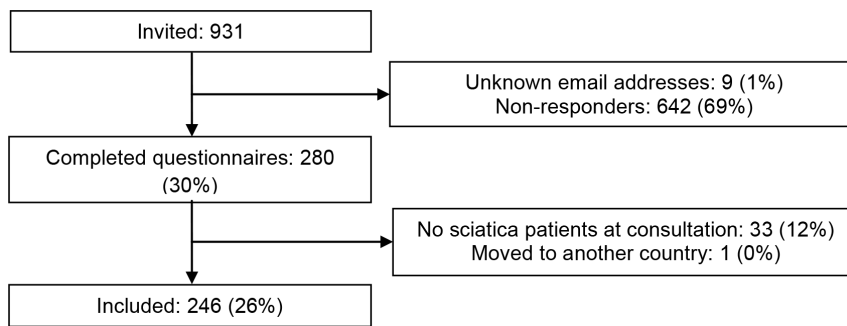 Invited: 931
Unknown email addresses: 9 (1%)
Non-responders: 642 (69%)
Completed questionnaires: 280
(30%)
No sciatica patients at consultation: 33 (12%)
Moved to another country: 1 (0%)
Included: 246 (26%)